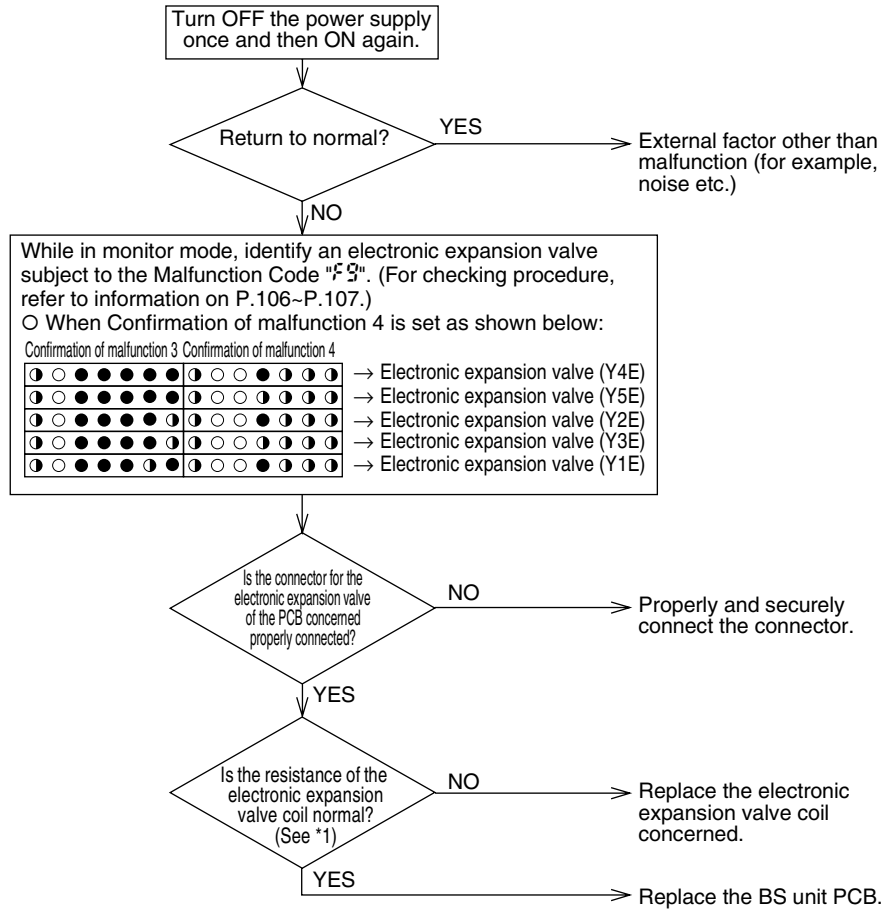 Turn OFF the power supply
once and then ON again.
Return to normal?
YES
External factor other than
malfunction (for example,
noise etc.)
NO
While in monitor mode, identify an electronic expansion valve
subject to the Malfunction Code "F9". (For checking procedure,
refer to information on P.106~P.107.)
○ When Confirmation of malfunction 4 is set as shown below:
Confirmation of malfunction 3 Confirmation of malfunction 4
◑ ○ ● ● ● ● ● ◑ ○ ○ ● ◑ ◑ ◑ → Electronic expansion valve (Y4E)
◑ ○ ● ● ● ● ● ◑ ○ ○ ◑ ◑ ◑ ◑ → Electronic expansion valve (Y5E)
◑ ○ ● ● ● ● ◑ ◑ ○ ○ ● ◑ ◑ ◑ → Electronic expansion valve (Y2E)
◑ ○ ● ● ● ● ◑ ◑ ○ ○ ◑ ◑ ◑ ◑ → Electronic expansion valve (Y3E)
◑ ○ ● ● ● ◑ ● ◑ ○ ○ ● ◑ ◑ ◑ → Electronic expansion valve (Y1E)
Is the connector for the
electronic expansion valve
of the PCB concerned
properly connected?
NO
Properly and securely
connect the connector.
YES
Is the resistance of the
electronic expansion
valve coil normal?
(See *1)
NO
Replace the electronic
expansion valve coil
concerned.
YES
Replace the BS unit PCB.